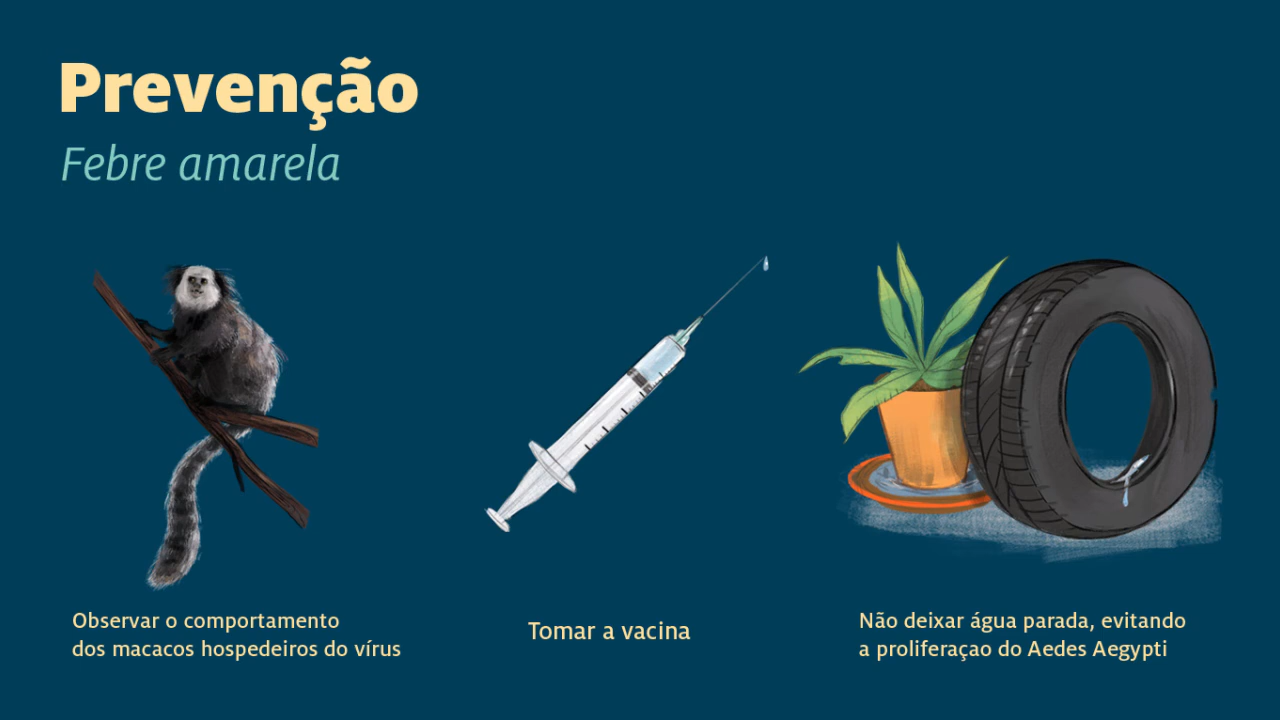 Prevenção
Febre amarela
Observar o comportamento
dos macacos hospedeiros do vírus
Tomar a vacina
Não deixar água parada, evitando
a proliferaçao do Aedes Aegypti